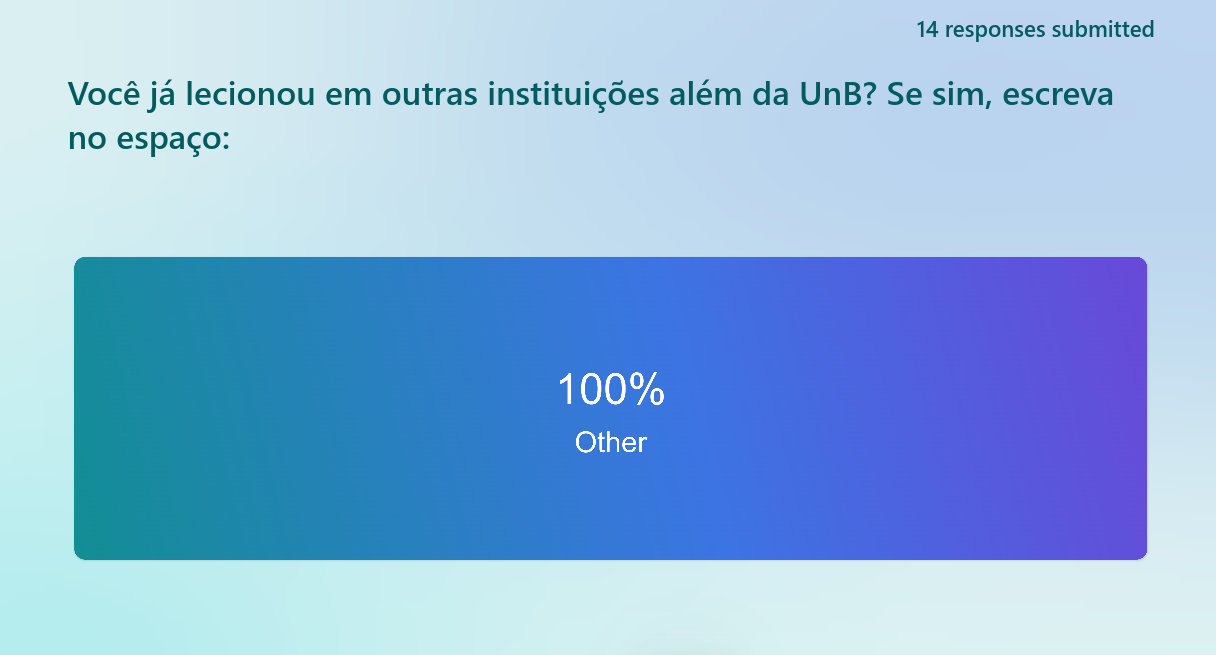 14 responses submitted
Você já lecionou em outras instituições além da UnB? Se sim, escreva
no espaço:
100%
Other